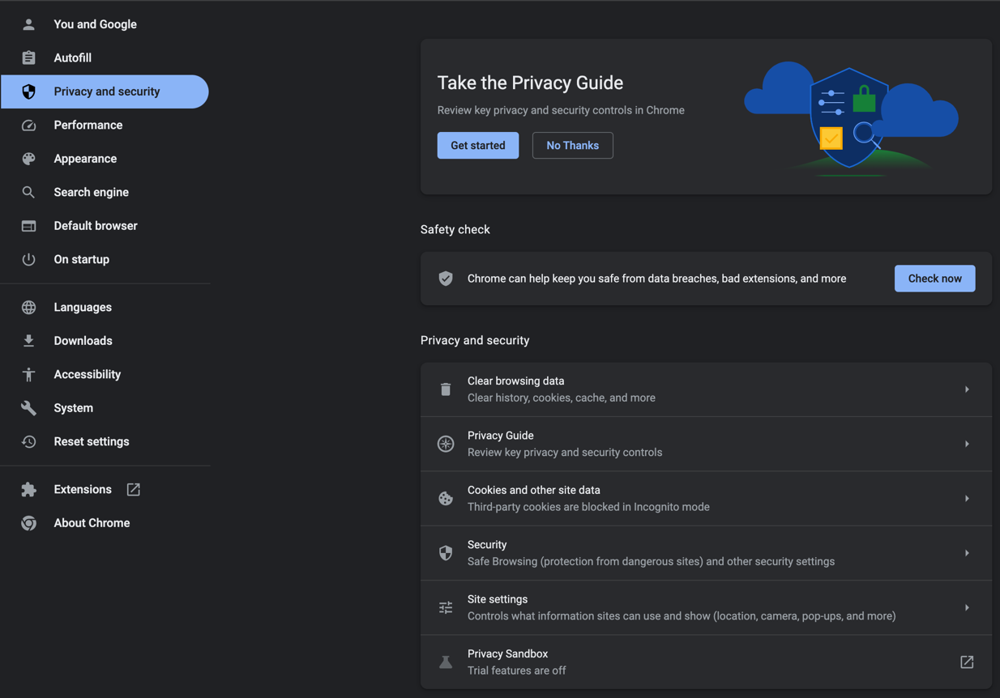 You and Google
Autofill
Privacy and security
Performance
Appearance
Search engine
Default browser
On startup
Languages
Downloads
Accessibility
System
Reset settings
Extensions
About Chrome
Take the Privacy Guide
Review key privacy and security controls in Chrome
Get started
No Thanks
Safety check
Chrome can help keep you safe from data breaches, bad extensions, and more
Check now
Privacy and security
Clear browsing data
Clear history, cookies, cache, and more
Privacy Guide
Review key privacy and security controls
Cookies and other site data
Third-party cookies are blocked in Incognito mode
Security
Safe Browsing (protection from dangerous sites) and other security settings
Site settings
Controls what information sites can use and show (location, camera, pop-ups, and more)
Privacy Sandbox
Trial features are off